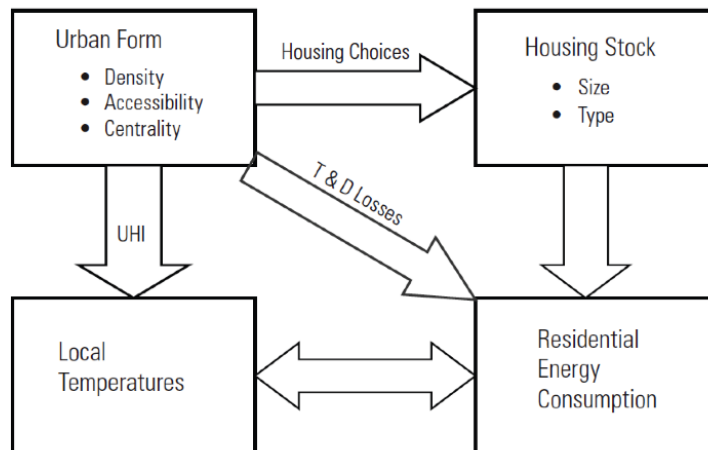 Urban Form
• Density
• Accessibility
• Centrality
Housing Choices
Housing Stock
• Size
• Type
T & D Losses
UHI
Local
Temperatures
Residential
Energy
Consumption